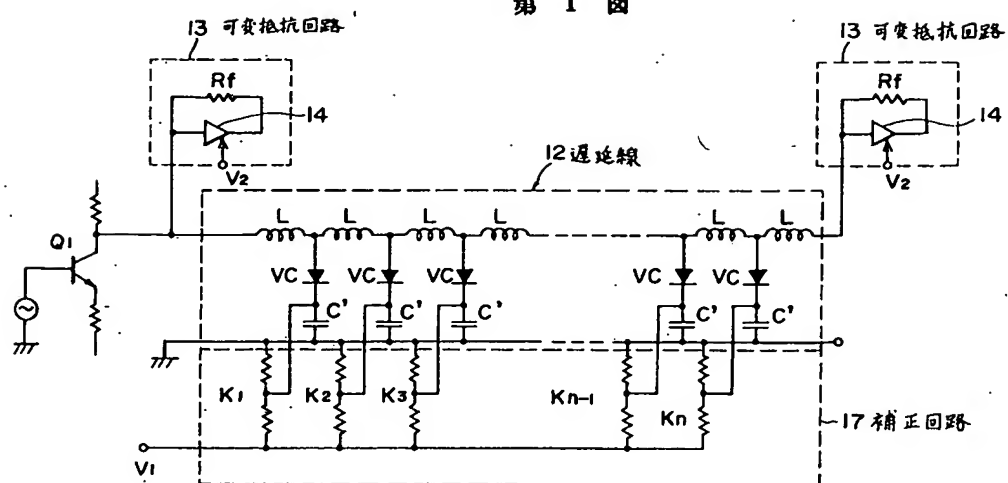 第 1 図
13 可変抵抗回路
Rf
14
V2
13 可変抵抗回路
Rf
14
V2
12 遅延線
L L L L L L
Q1
VC VC VC VC VC
C' C' C' C' C'
K1 K2 K3 Kn-1 Kn
17 補正回路
V1